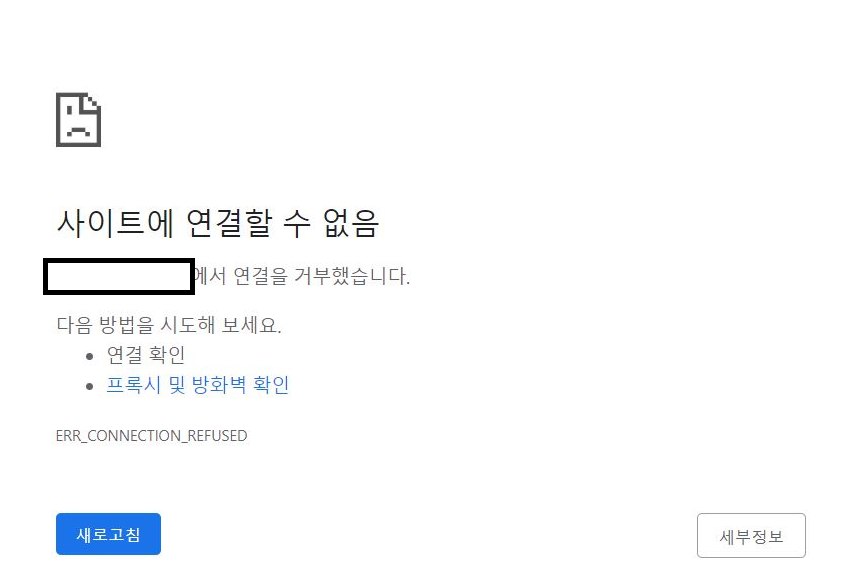 사이트에 연결할 수 없음
에서 연결을 거부했습니다.
다음 방법을 시도해 보세요.
연결 확인
프록시 및 방화벽 확인
ERR_CONNECTION_REFUSED
새로고침
세부정보